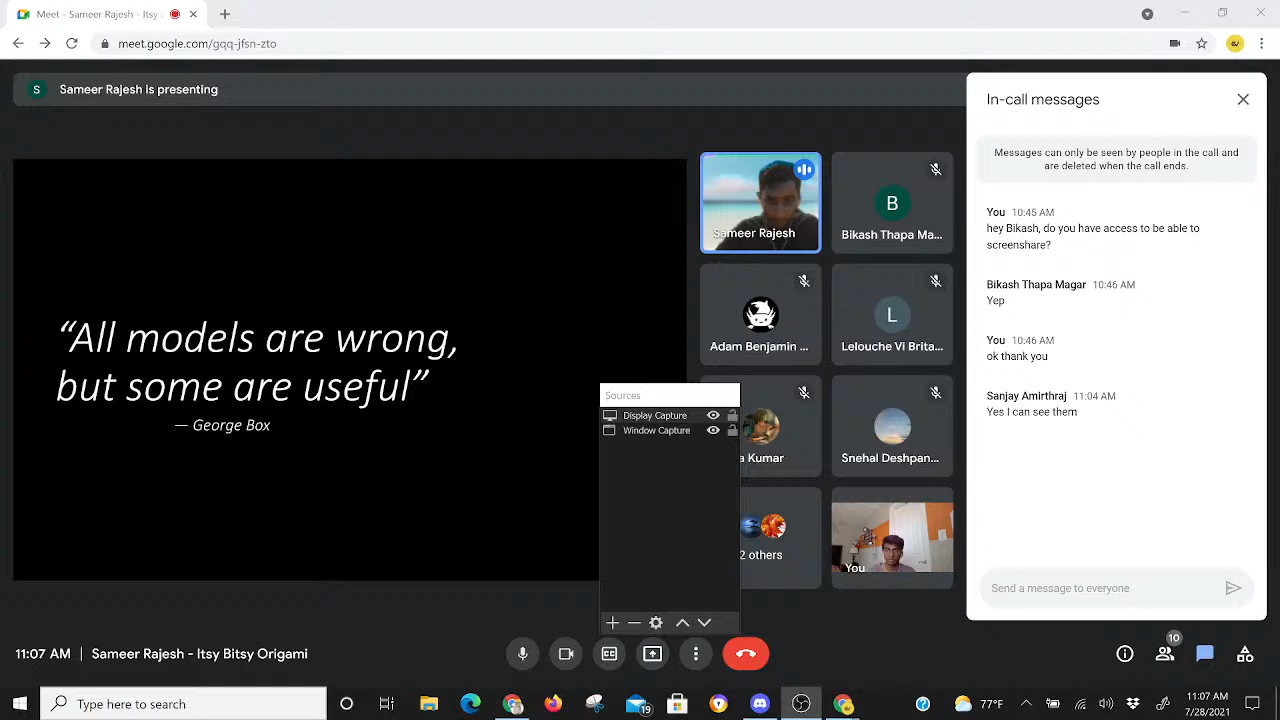 Meet - Sameer Rajesh - Itsy
meet.google.com/gqq-jfsn-zto
S
Sameer Rajesh is presenting
“All models are wrong,
but some are useful”
— George Box
Sameer Rajesh
B
Bikash Thapa Ma...
Adam Benjamin ...
L
Lelouche Vi Brita...
a Kumar
Snehal Deshpan...
2 others
You
Sources
Display Capture
Window Capture
In-call messages
Messages can only be seen by people in the call and
are deleted when the call ends.
You 10:45 AM
hey Bikash, do you have access to be able to
screenshare?
Bikash Thapa Magar 10:46 AM
Yep
You 10:46 AM
ok thank you
Sanjay Amirthraj 11:04 AM
Yes I can see them
Send a message to everyone
11:07 AM | Sameer Rajesh - Itsy Bitsy Origami
CC
10
Type here to search
19
77°F
11:07 AM
7/28/2021